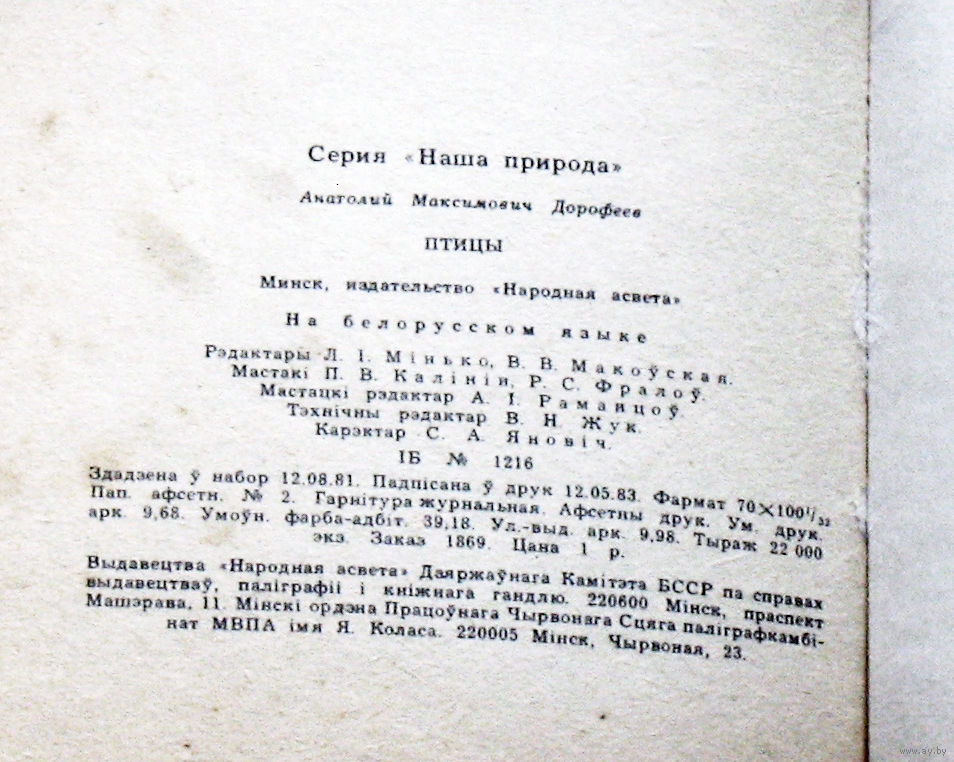 Серия «Наша природа»
Анатолий Максимович Дорофеев
ПТИЦЫ
Минск, издательство «Народная асвета»
На белорусском языке
Рэдактары Л. І. Мінько, В. В. Макоўская.
Мастакі П. В. Калінін, Р. С. Фралоў.
Мастацкі рэдактар А. І. Раманцоў.
Тэхнічны рэдактар В. Н. Жук.
Карэктар С. А. Яновіч.
ІБ № 1216
Здадзена ў набор 12.08.81. Падпісана ў друк 12.05.83. Фармат 70×100¹/₃₂
Пап. афсетн. № 2. Гарнітура журнальная. Афсетны друк. Ум. друк.
арк. 9,68. Умоўн. фарба-адбіт. 39,18. Ул.-выд. арк. 9,98. Тыраж 22 000
экз. Заказ 1869. Цана 1 р.
Выдавецтва «Народная асвета» Дзяржаўнага Камітэта БССР па справах
выдавецтваў, паліграфіі і кніжнага гандлю. 220600 Мінск, праспект
Машэрава, 11. Мінскі ордэна Працоўнага Чырвонага Сцяга паліграфкамбі-
нат МВПА імя Я. Коласа. 220005 Мінск, Чырвоная, 23.
www.ay.by